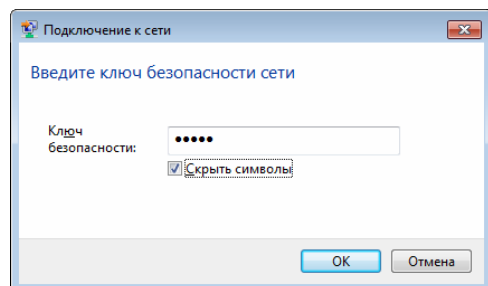 Подключение к сети
Введите ключ безопасности сети
Ключ
безопасности:
•••••
Скрыть символы
OK
Отмена